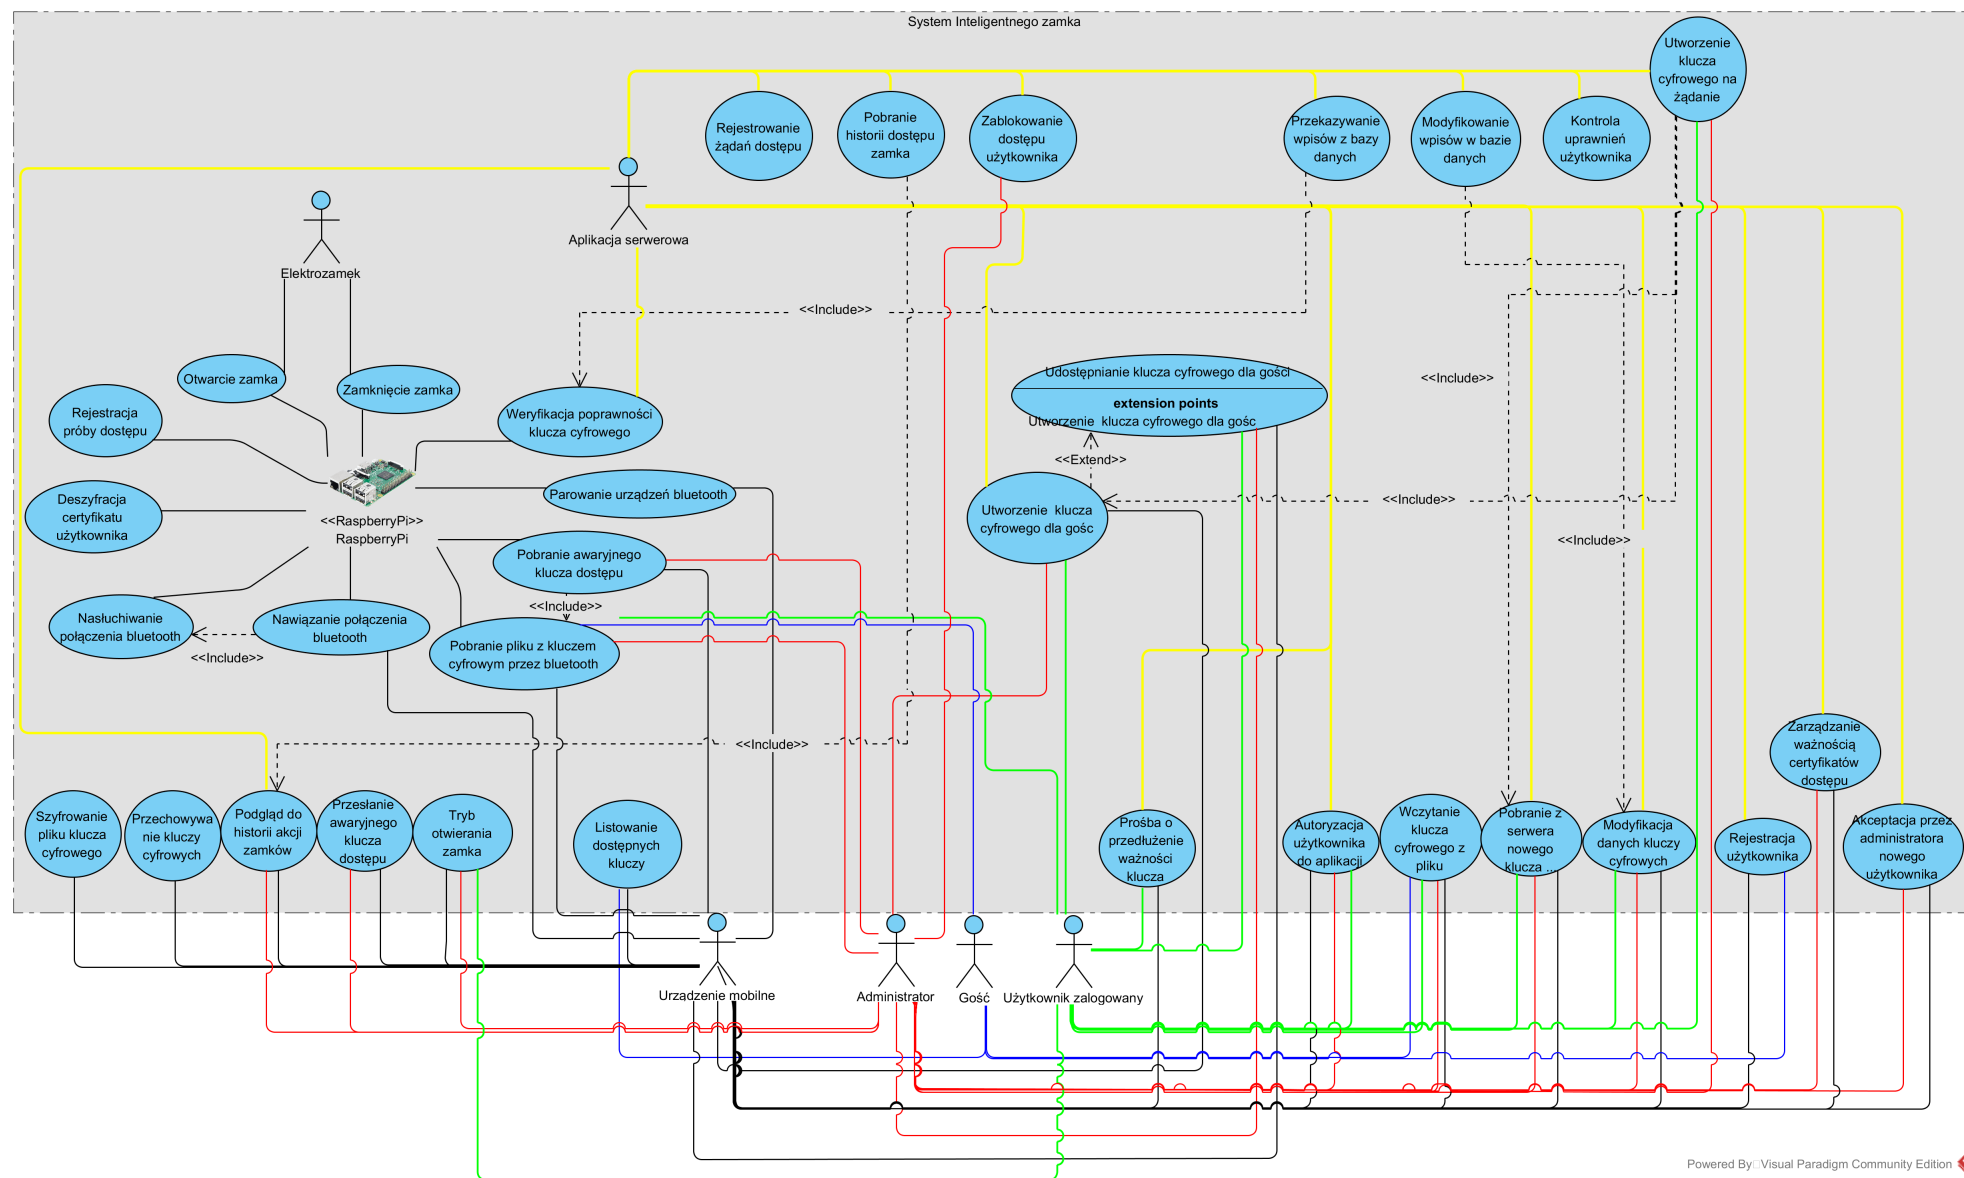 System Inteligentnego zamka
Utworzenie
klucza
cyfrowego na
żądanie
Rejestrowanie
żądań dostępu
Pobranie
historii dostępu
zamka
Zablokowanie
dostępu
użytkownika
Przekazywanie
wpisów z bazy
danych
Modyfikowanie
wpisów w bazie
danych
Kontrola
uprawnień
użytkownika
Aplikacja serwerowa
Elektrozamek
<<Include>>
Otwarcie zamka
Zamknięcie zamka
Rejestracja
próby dostępu
Weryfikacja poprawności
klucza cyfrowego
Udostępnianie klucza cyfrowego dla gości
extension points
Utworzenie  klucza cyfrowego dla gośc
<<Include>>
<<Extend>>
Parowanie urządzeń bluetooth
Deszyfracja
certyfikatu
użytkownika
<<RaspberryPi>>
RaspberryPi
Utworzenie  klucza
cyfrowego dla gośc
<<Include>>
<<Include>>
Pobranie awaryjnego
klucza dostępu
<<Include>>
Nasłuchiwanie
połączenia bluetooth
Nawiązanie połączenia
bluetooth
<<Include>>
Pobranie pliku z kluczem
cyfrowym przez bluetooth
<<Include>>
Zarządzanie
ważnością
certyfikatów
dostępu
Szyfrowanie
pliku klucza
cyfrowego
Przechowywa
nie kluczy
cyfrowych
Podgląd do
historii akcji
zamków
Przesłanie
awaryjnego
klucza
dostępu
Tryb
otwierania
zamka
Listowanie
dostępnych
kluczy
Prośba o
przedłużenie
ważności
klucza
Autoryzacja
użytkownika
do aplikacji
Wczytanie
klucza
cyfrowego z
pliku
Pobranie z
serwera
nowego
klucza ...
Modyfikacja
danych kluczy
cyfrowych
Rejestracja
użytkownika
Akceptacja przez
administratora
nowego
użytkownika
Urządzenie mobilne
Administrator
Gość
Użytkownik zalogowany
Powered By□Visual Paradigm Community Edition